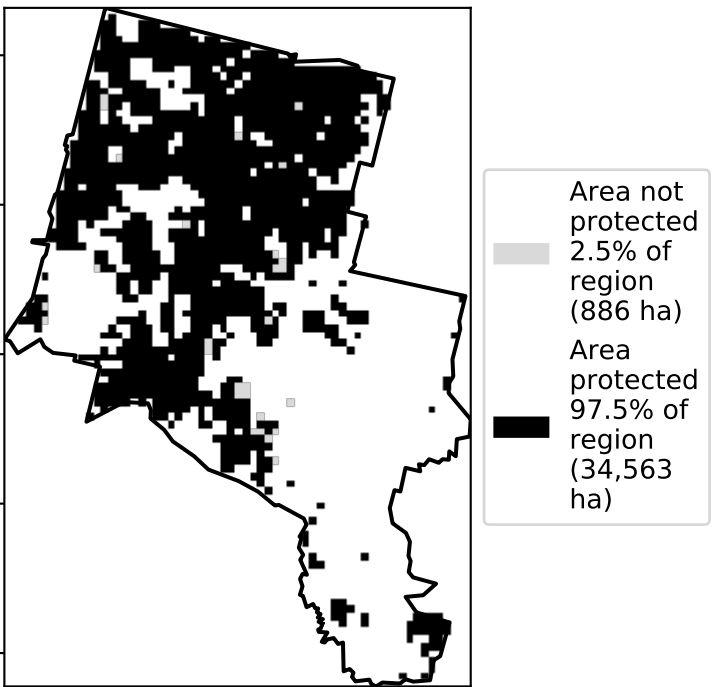 Area not
protected
2.5% of
region
(886 ha)
Area
protected
97.5% of
region
(34,563
ha)